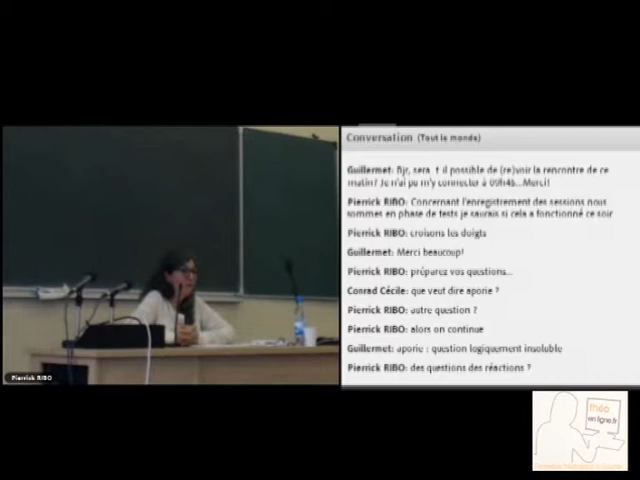 Conversation (Tout le monde)
Guillermet: Bjr, sera t il possible de (re)voir la rencontre de ce
matin? Je n'ai pu m'y connecter à 09h45...Merci!
Pierrick RIBO: Concernant l'enregistrement des sessions nous
sommes en phase de tests je saurais si cela a fonctionné ce soir
Pierrick RIBO: croisons les doigts
Guillermet: Merci beaucoup!
Pierrick RIBO: préparez vos questions...
Conrad Cécile: que veut dire aporie ?
Pierrick RIBO: autre question ?
Pierrick RIBO: alors on continue
Guillermet: aporie : question logiquement insoluble
Pierrick RIBO: des questions des réactions ?
Pierrick RIBO
théo
en ligne.fr